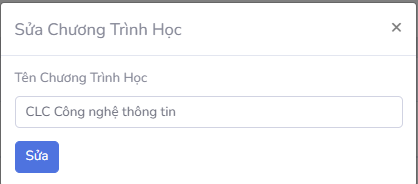 Sửa Chương Trình Học ×
Tên Chương Trình Học
CLC Công nghệ thông tin
Sửa